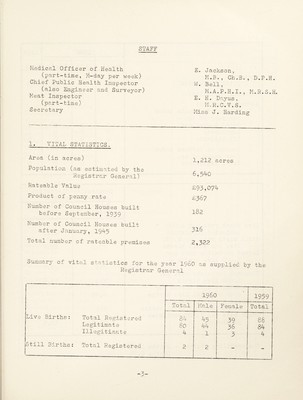 STAFF
Medical Officer of Health E. Jackson,
(part-time, ½-day per week) M.B., Ch.B., D.P.H.
Chief Public Health Inspector W. Bell,
(also Engineer and Surveyor) M.A.P.H.I., M.R.S.H.
Meat Inspector E. H.
(part-time) M.R.C.V.S.
Secretary Miss J. Harding
1. VITAL STATISTICS.
Area (in acres) 1,212 acres
Population (as estimated by the
Registrar General) 6,540
Rateable Value £93,074
Product of penny rate £367
Number of Council Houses built
before September, 1939 182
Number of Council Houses built
after January, 1945 316
Total number of rateable premises 2,322
Summary of vital statistics for the year 1960 as supplied by the
Registrar General
1960 1959
Total Male Female Total
Live Births: Total Registered 84 45 39 88
Legitimate 80 44 36 84
Illegitimate 4 1 3 4
Still Births: Total Registered 2 2 - -
-3-